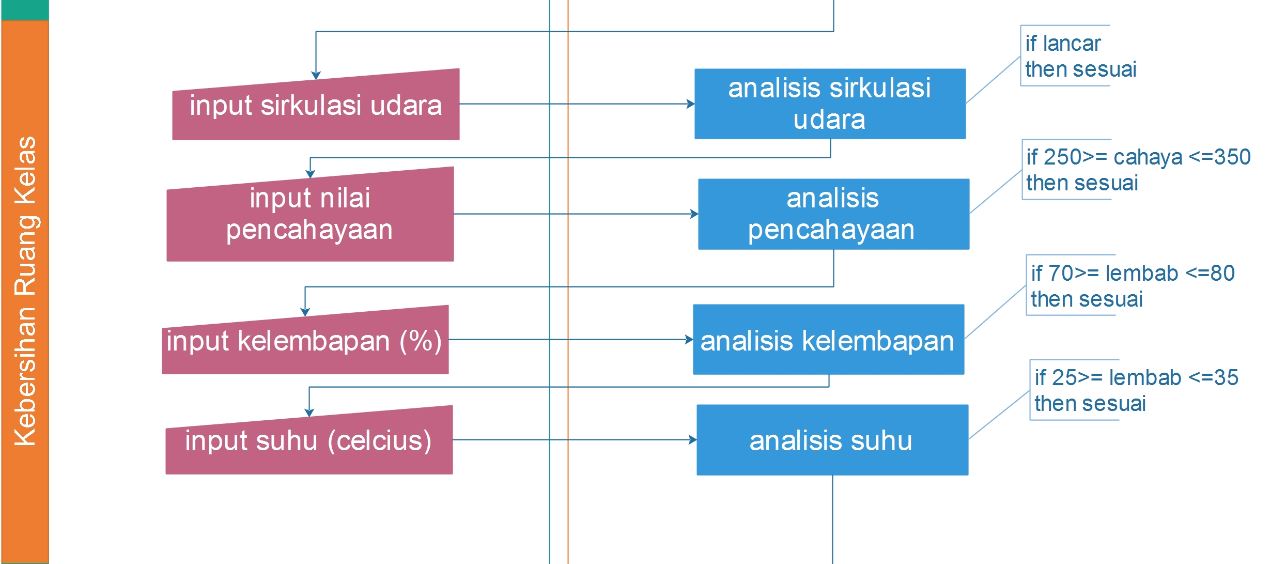 Kebersihan Ruang Kelas
input sirkulasi udara
analisis sirkulasi
udara
if lancar
then sesuai
input nilai
pencahayaan
analisis
pencahayaan
if 250>= cahaya <=350
then sesuai
input kelembapan (%)
analisis kelembapan
if 70>= lembab <=80
then sesuai
input suhu (celcius)
analisis suhu
if 25>= lembab <=35
then sesuai